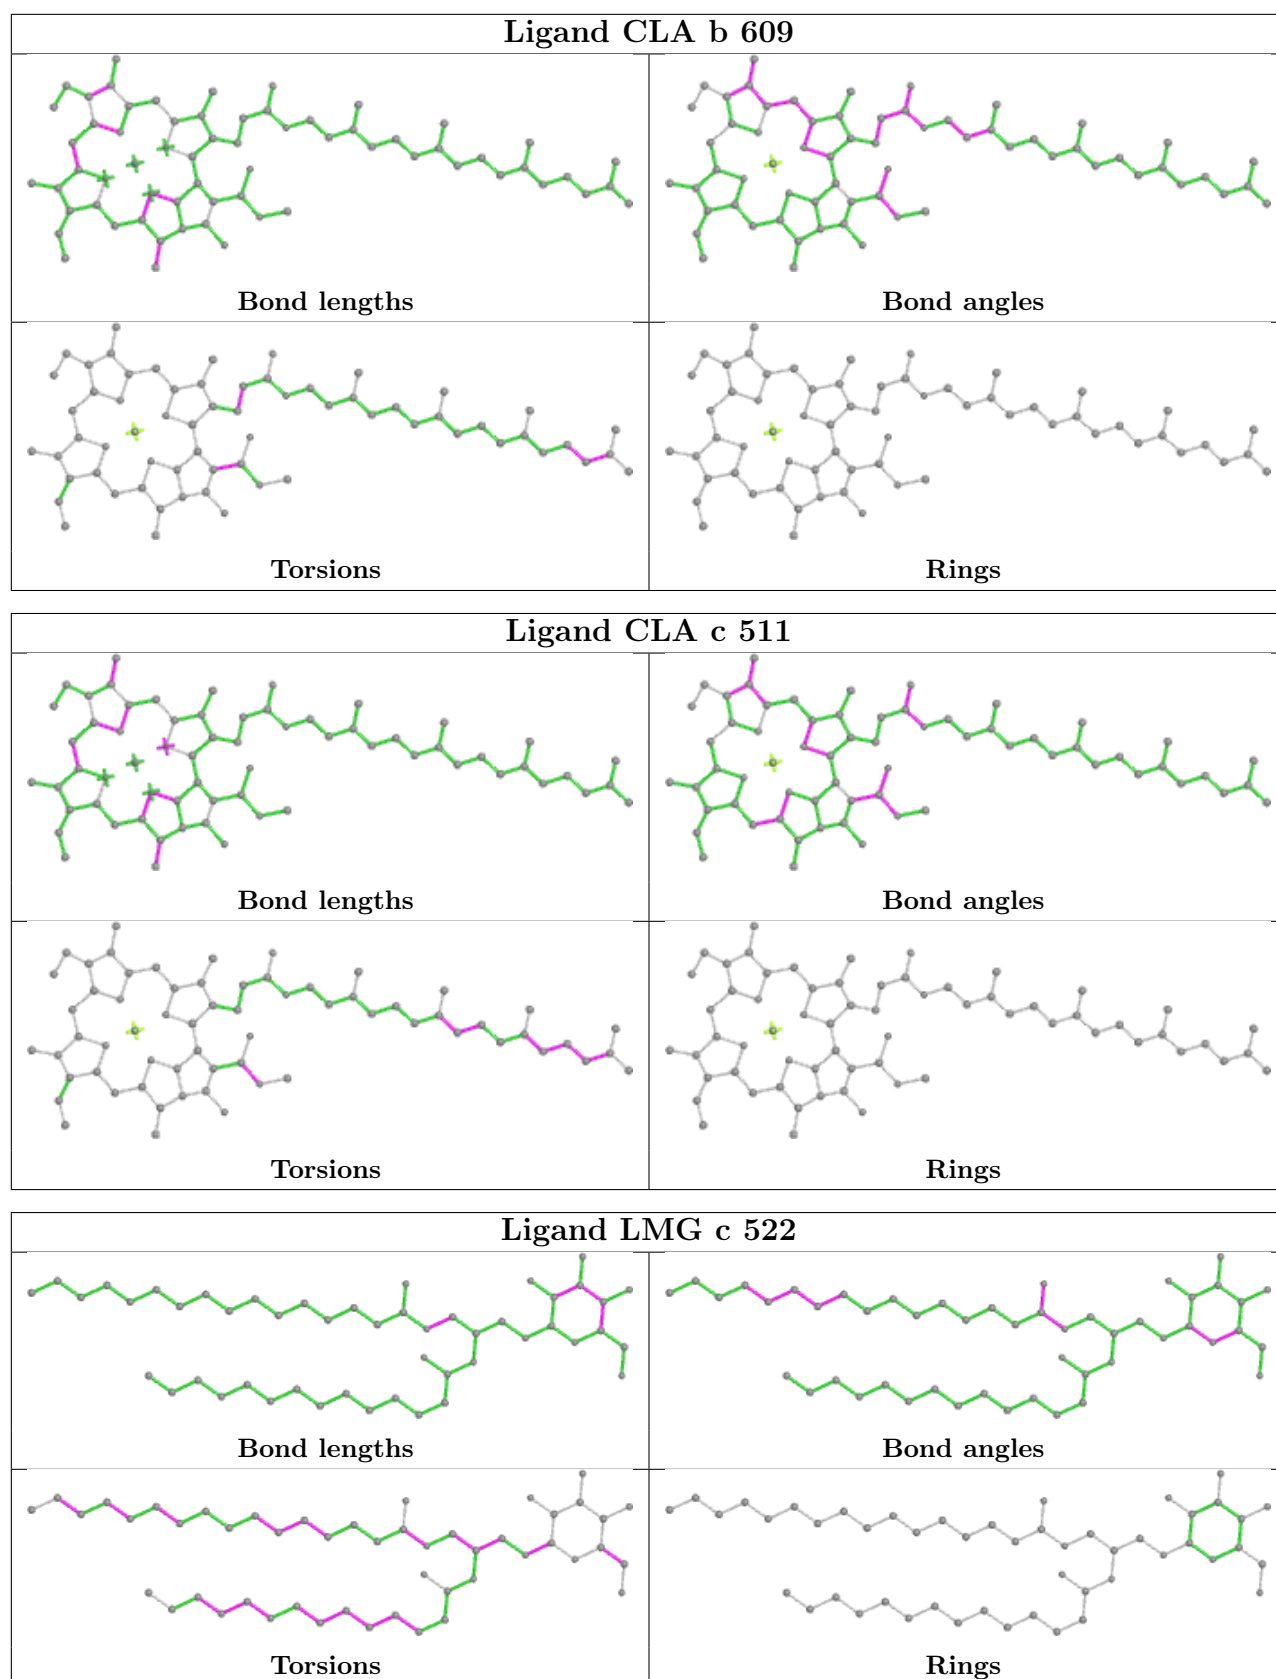 Ligand CLA b 609
Bond lengths
Bond angles
Torsions
Rings
Ligand CLA c 511
Bond lengths
Bond angles
Torsions
Rings
Ligand LMG c 522
Bond lengths
Bond angles
Torsions
Rings